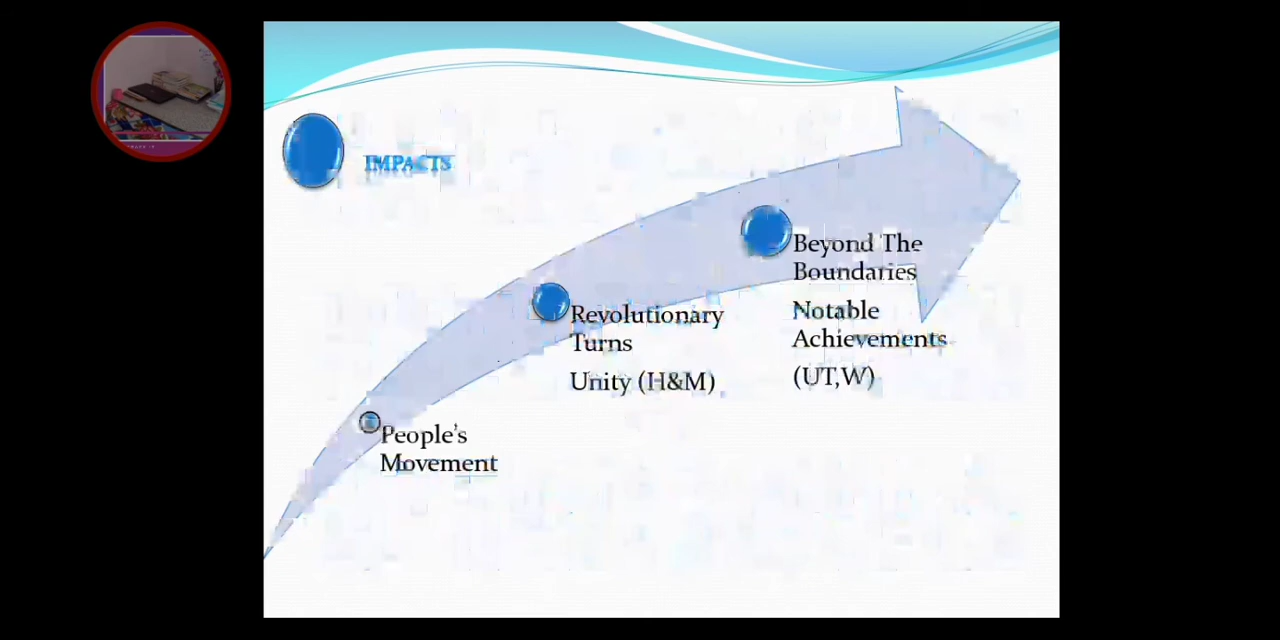 IMPACTS
Beyond The
Boundaries
Notable
Achievements
(UT,W)
Revolutionary
Turns
Unity (H&M)
People's
Movement